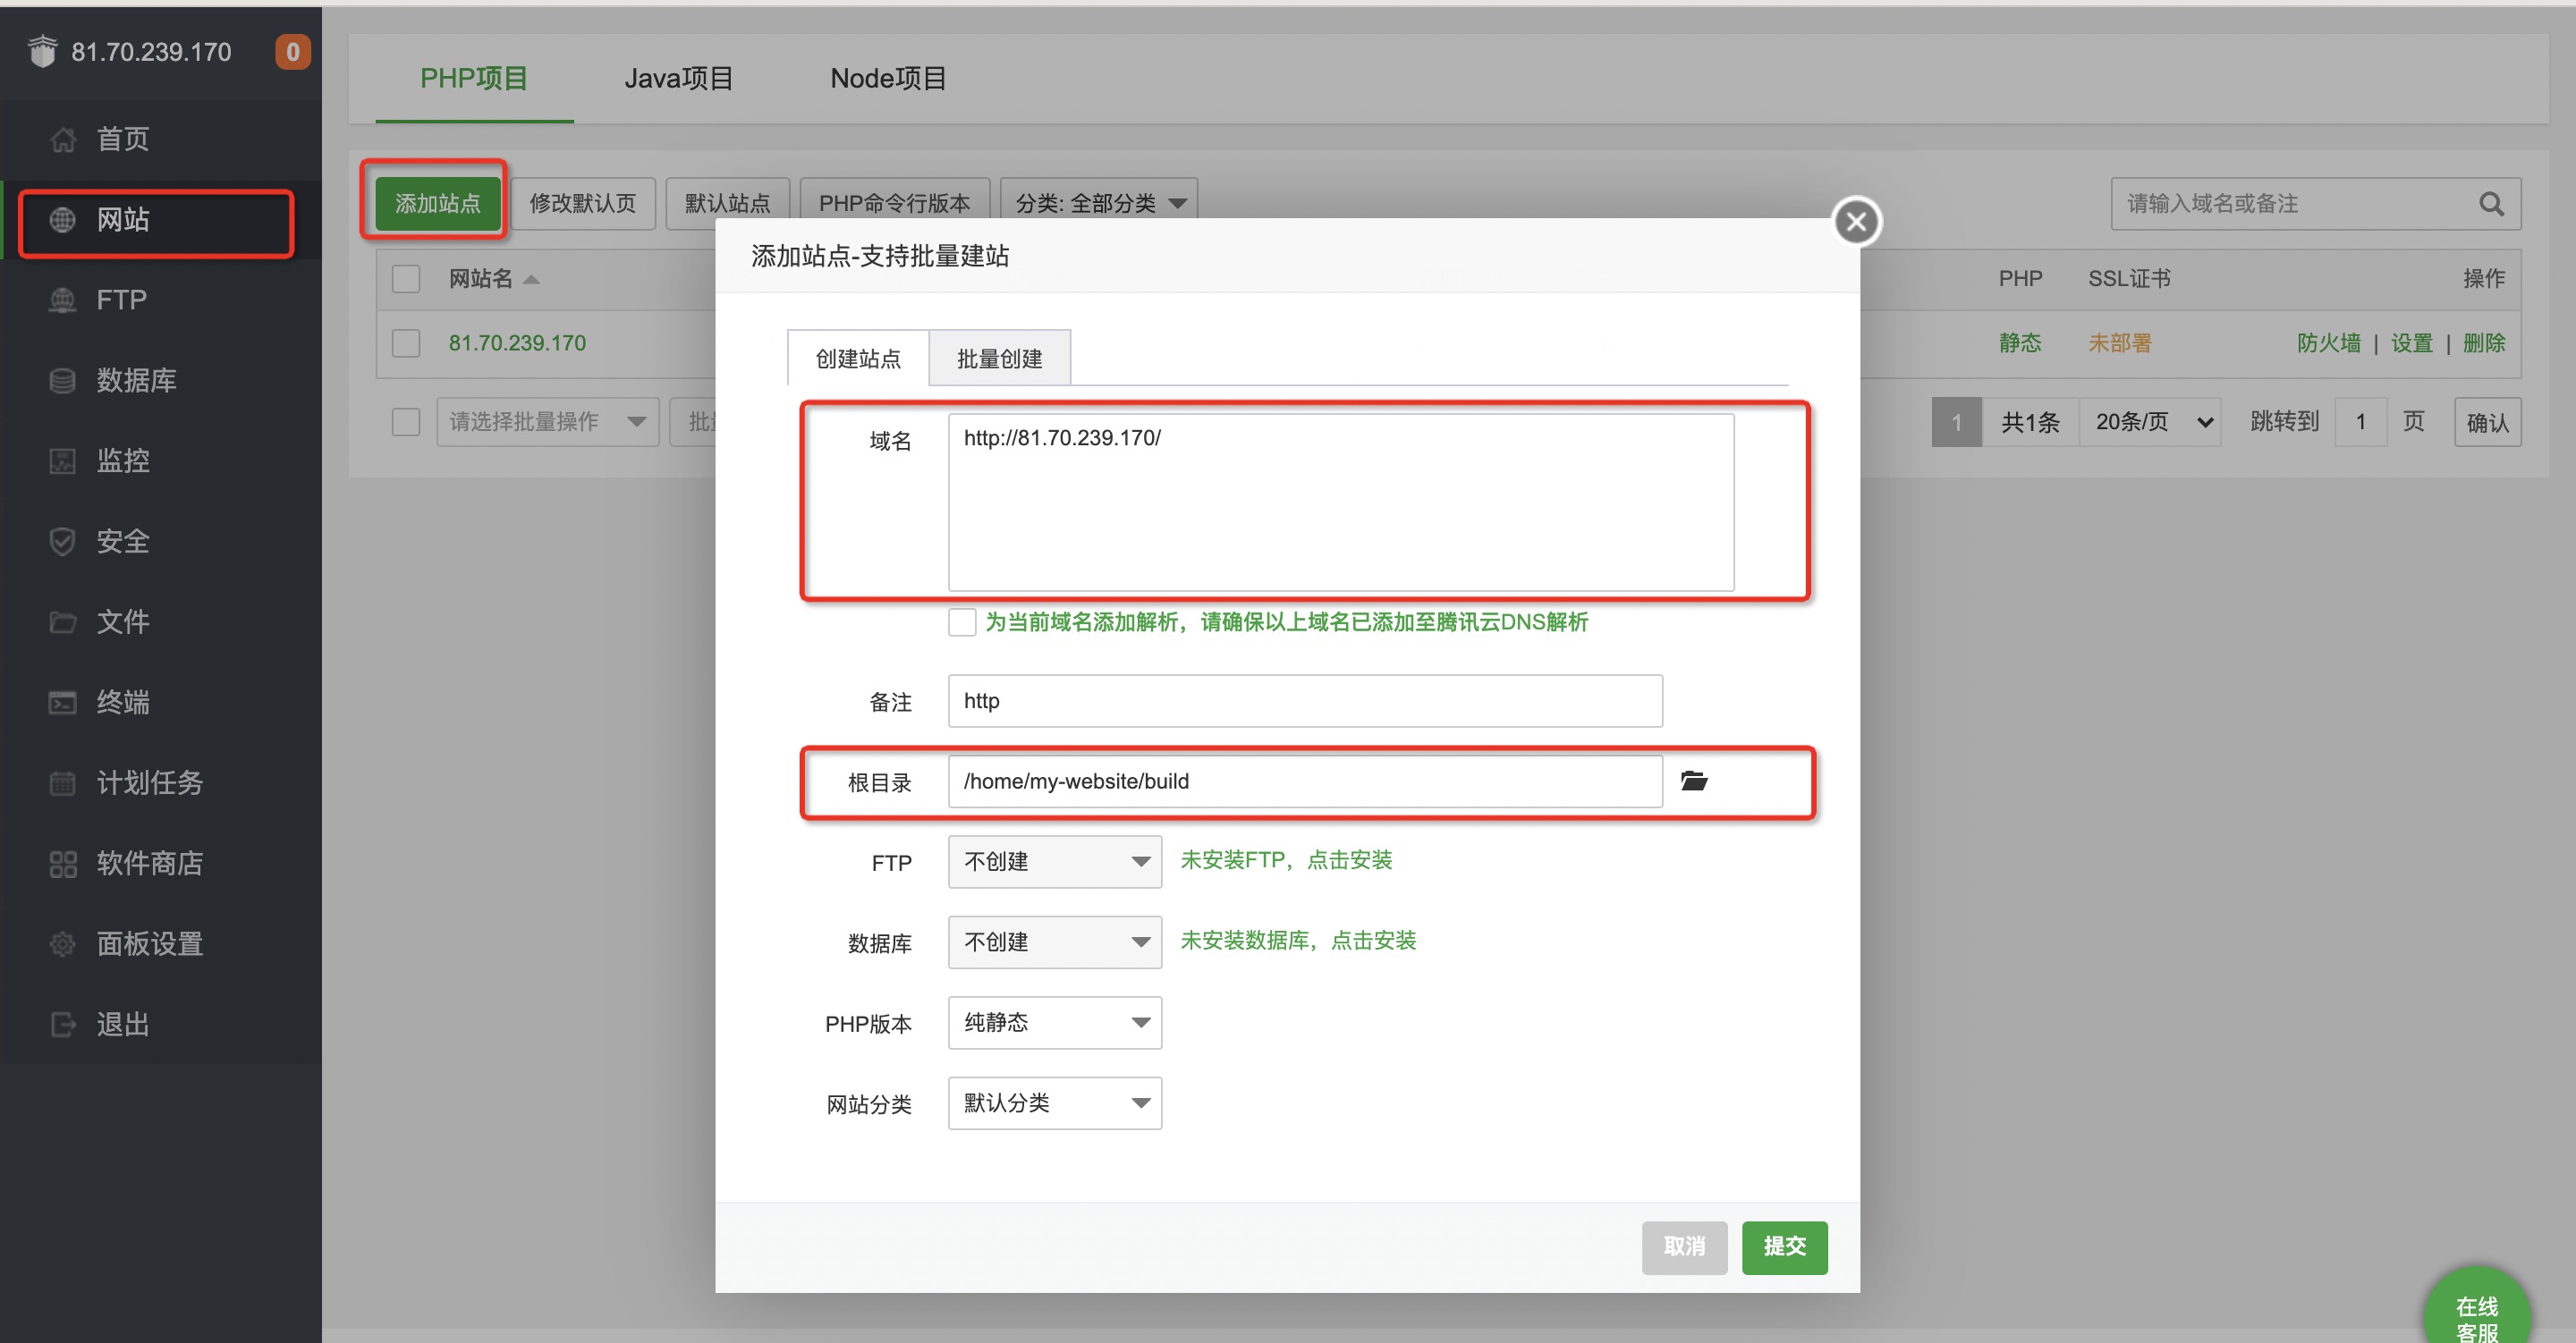 81.70.239.170 0
首页
网站
FTP
数据库
监控
安全
文件
终端
计划任务
软件商店
面板设置
退出
PHP项目 Java项目 Node项目
添加站点 修改默认页 默认站点 PHP命令行版本 分类: 全部分类 请输入域名或备注
网站名 PHP SSL证书 操作
81.70.239.170 静态 未部署 防火墙 | 设置 | 删除
请选择批量操作 1 共1条 20条/页 跳转到 1 页 确认
添加站点-支持批量建站
创建站点 批量创建
域名 http://81.70.239.170/
为当前域名添加解析，请确保以上域名已添加至腾讯云DNS解析
备注 http
根目录 /home/my-website/build
FTP 不创建 未安装FTP，点击安装
数据库 不创建 未安装数据库，点击安装
PHP版本 纯静态
网站分类 默认分类
取消 提交
在线
客服